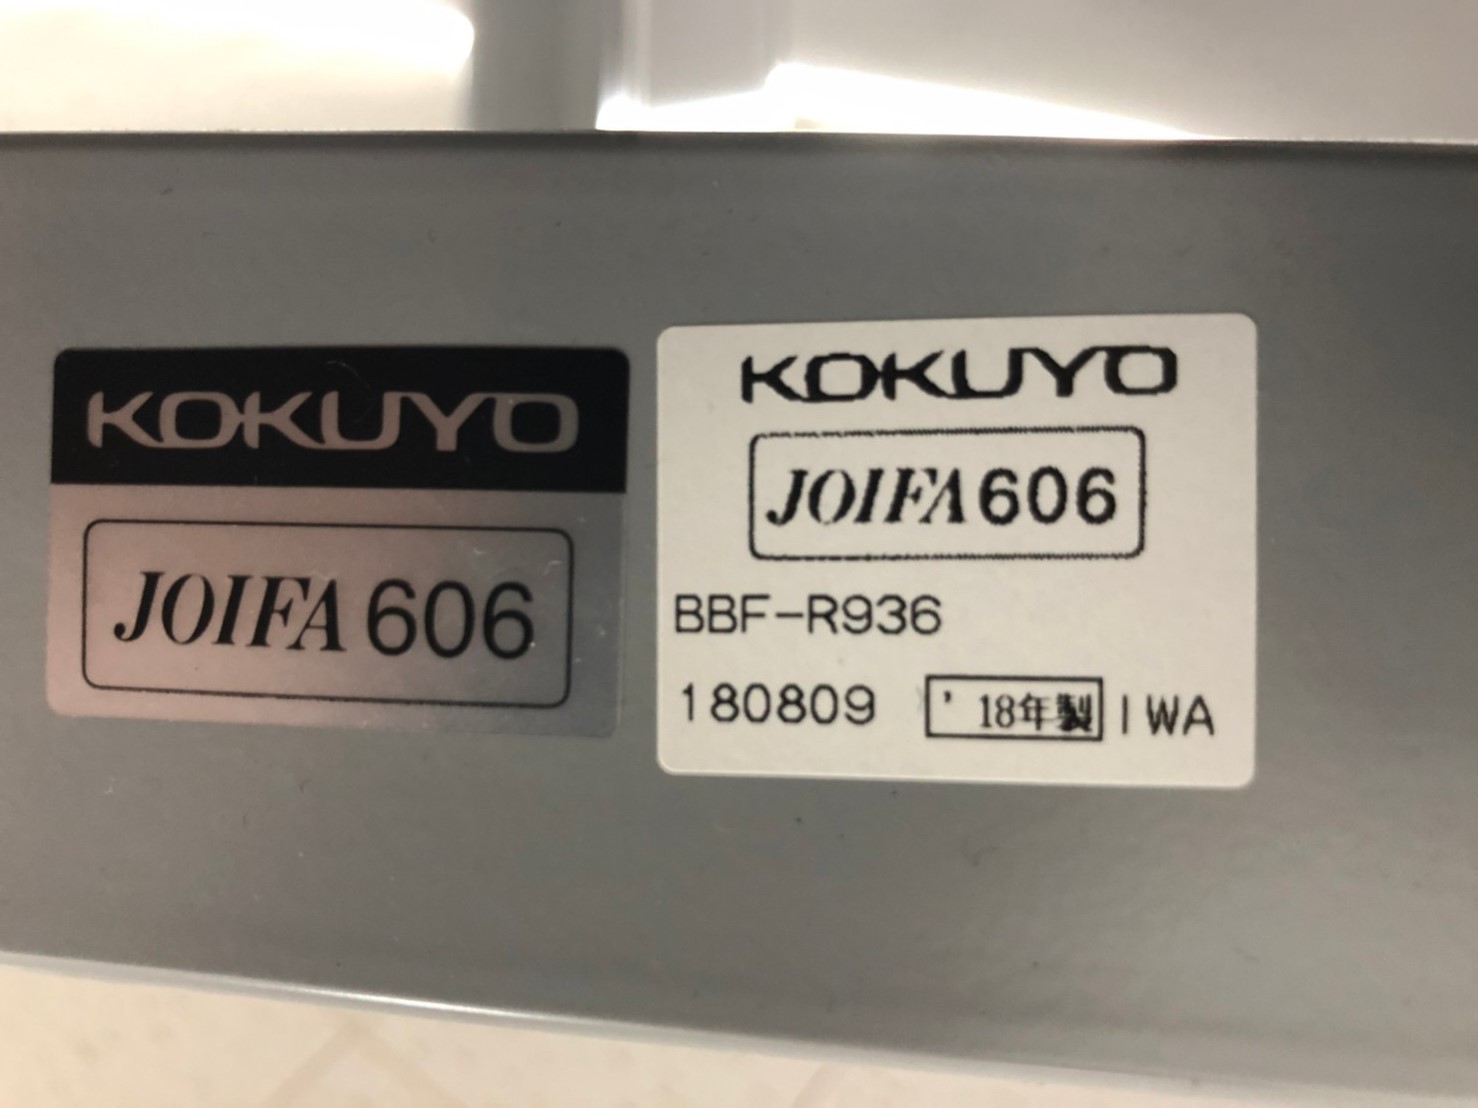 KOKUYO
JOIFA 606
KOKUYO
JOIFA 606
BBF-R936
180809 '18年製 IWA